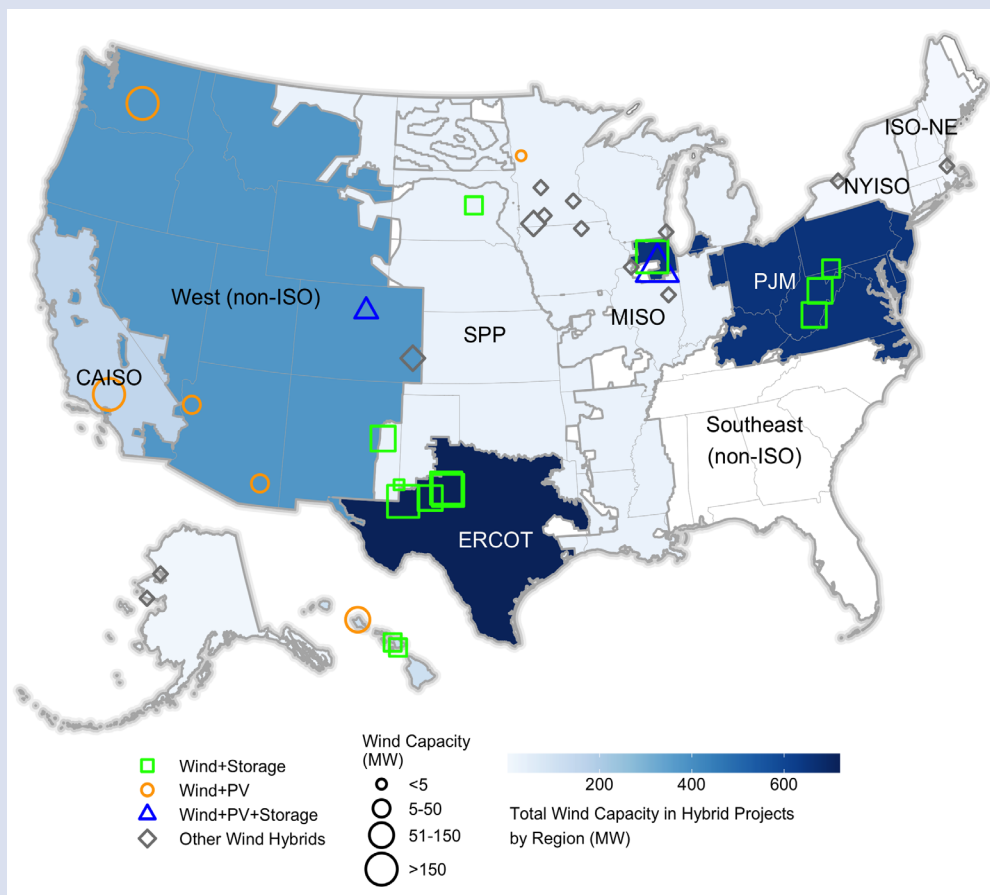 ISO-NE
NYISO
PJM
West (non-ISO)
MISO
SPP
CAISO
Southeast
(non-ISO)
ERCOT
Wind+Storage
Wind+PV
Wind+PV+Storage
Other Wind Hybrids
Wind Capacity
(MW)
<5
5-50
51-150
>150
200 400 600
Total Wind Capacity in Hybrid Projects
by Region (MW)